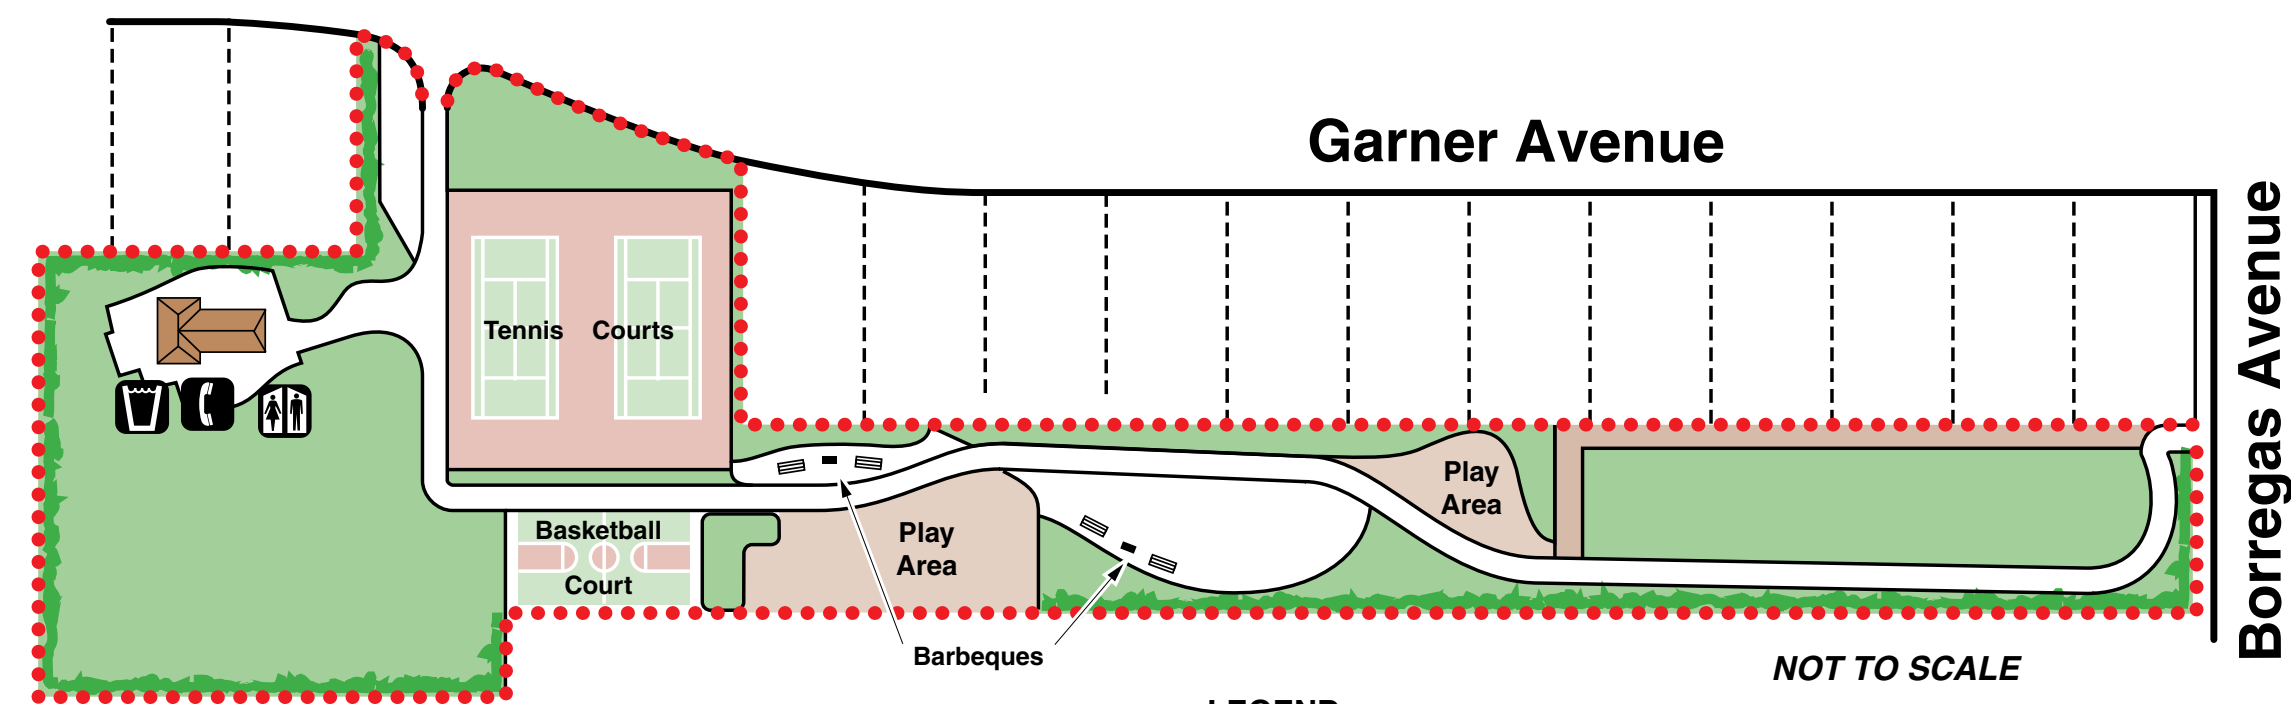 Garner Avenue
Borregas Avenue
Tennis Courts
Play
Area
Basketball
Court
Play
Area
Barbeques
NOT TO SCALE